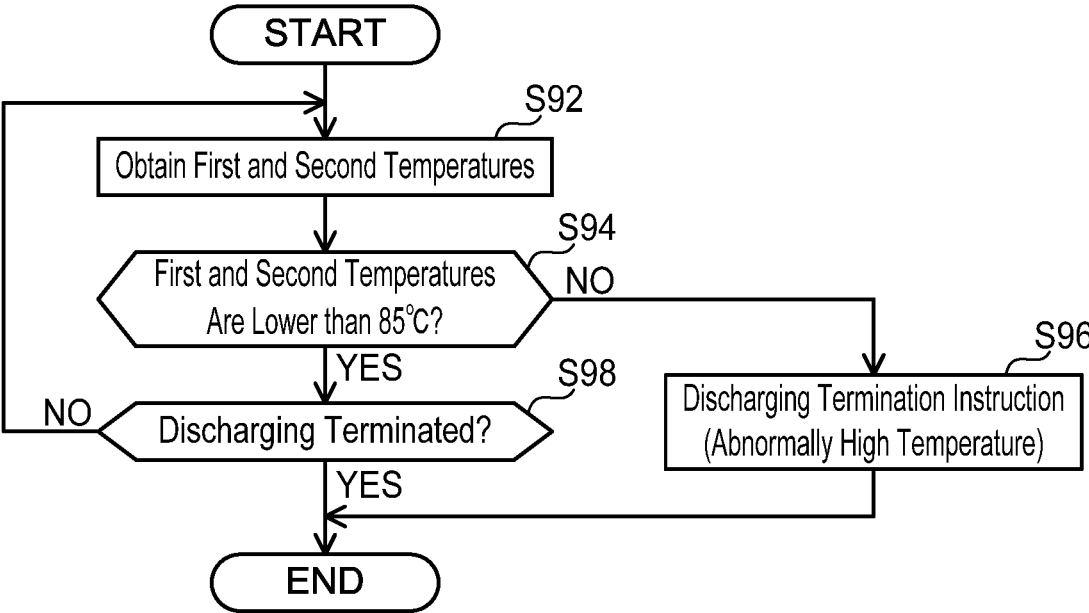 START
S92
Obtain First and Second Temperatures
S94
First and Second Temperatures
Are Lower than 85°C?
NO
YES
S96
Discharging Termination Instruction
(Abnormally High Temperature)
S98
Discharging Terminated?
NO
YES
END